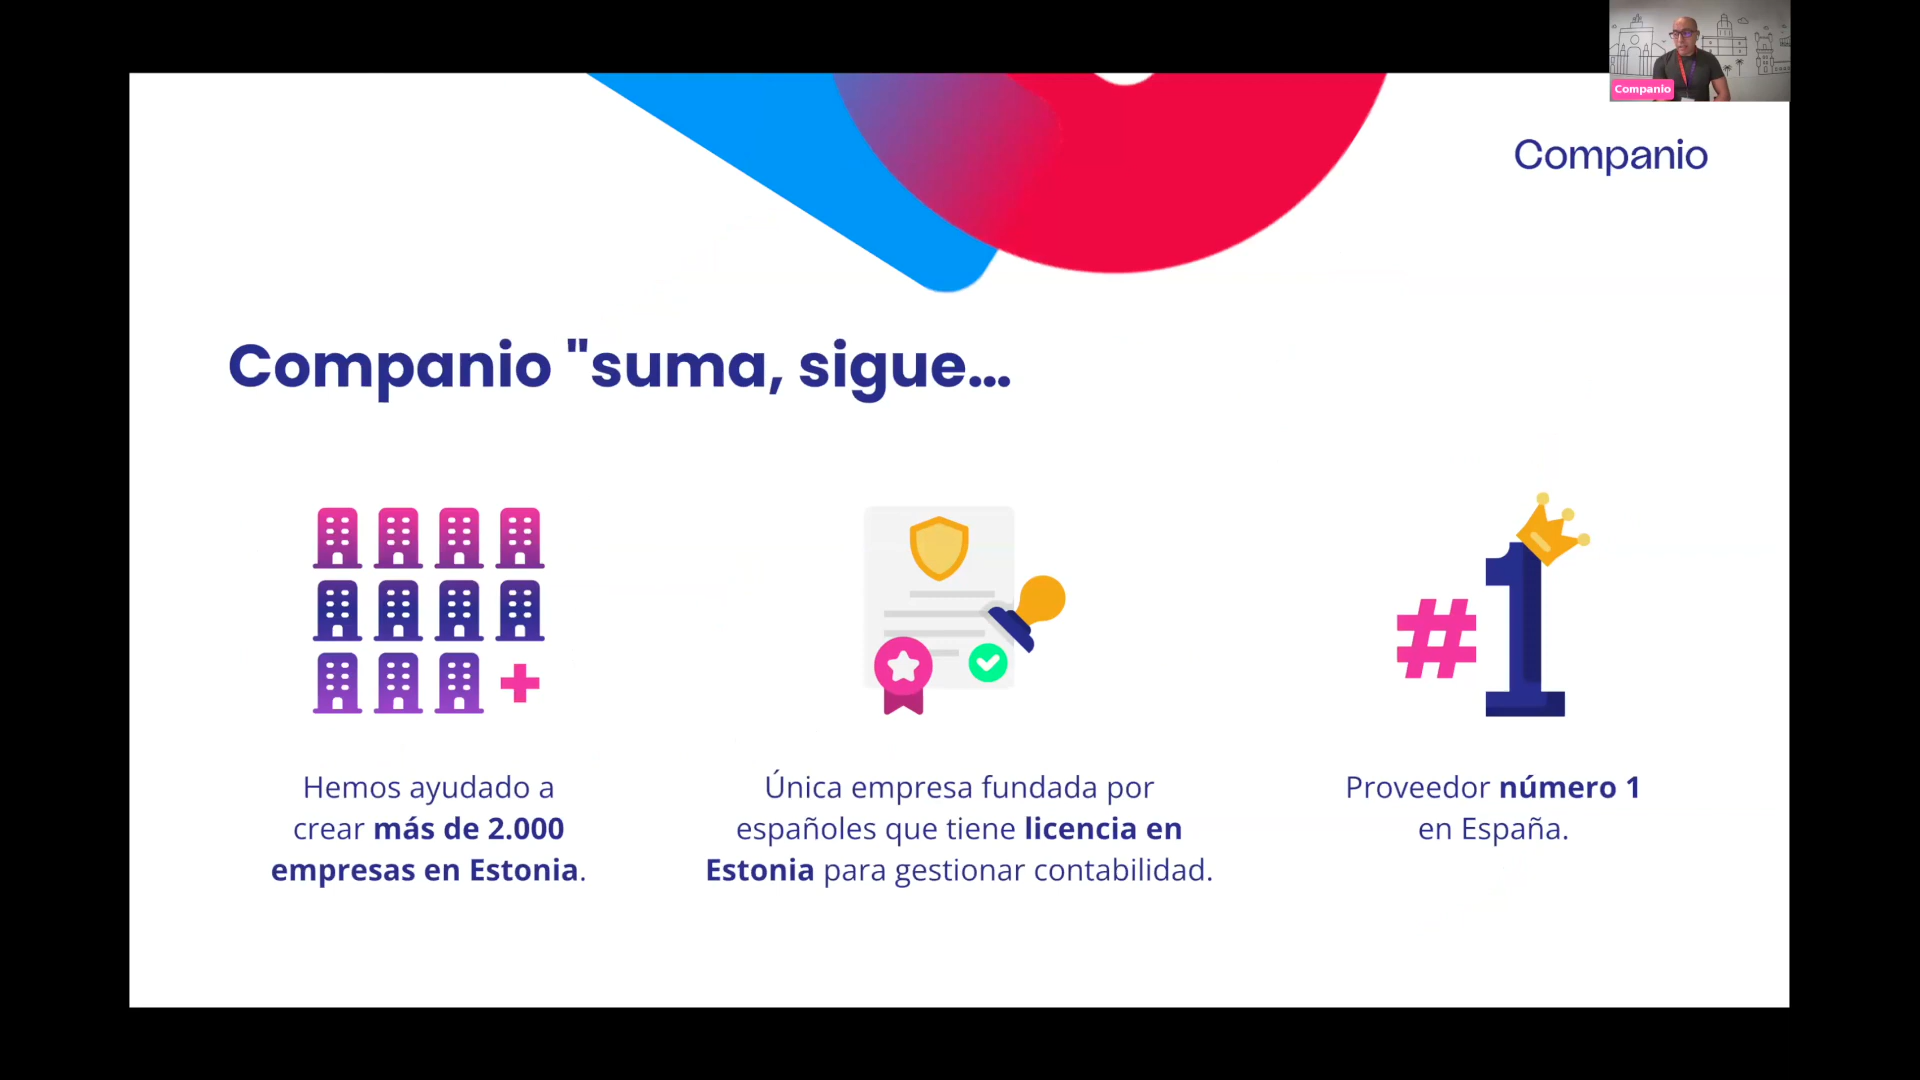 Companio
Companio
Companio "suma, sigue...
#1
Hemos ayudado a
crear más de 2.000
empresas en Estonia.
Única empresa fundada por
españoles que tiene licencia en
Estonia para gestionar contabilidad.
Proveedor número 1
en España.